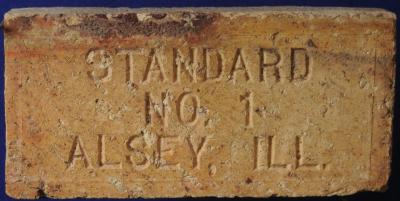 STANDARD
NO. 1
ALSEY, ILL.